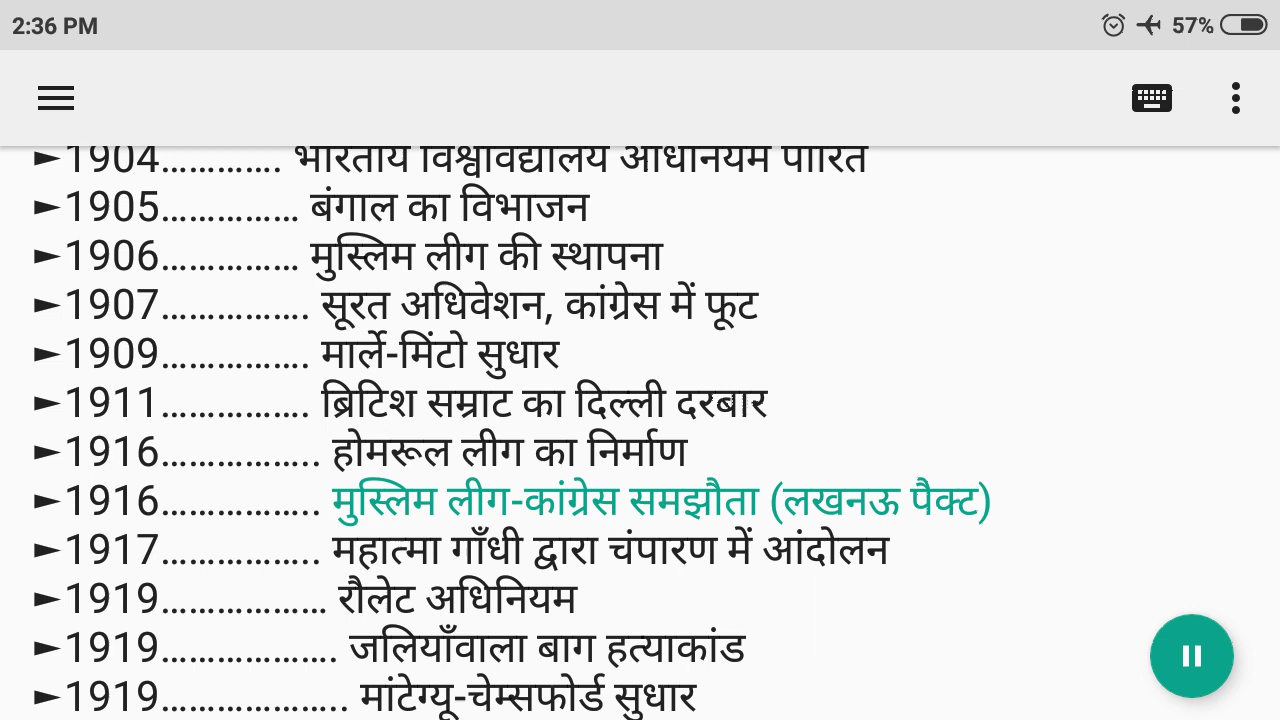 2:36 PM
57%
►1904…………. भारतीय विश्वविद्यालय अधिनियम पारित
►1905…………… बंगाल का विभाजन
►1906…………… मुस्लिम लीग की स्थापना
►1907……………. सूरत अधिवेशन, कांग्रेस में फूट
►1909……………. मार्ले-मिंटो सुधार
►1911……………. ब्रिटिश सम्राट का दिल्ली दरबार
►1916…………….. होमरूल लीग का निर्माण
►1916…………….. मुस्लिम लीग-कांग्रेस समझौता (लखनऊ पैक्ट)
►1917…………….. महात्मा गाँधी द्वारा चंपारण में आंदोलन
►1919……………… रौलेट अधिनियम
►1919………………. जलियाँवाला बाग हत्याकांड
►1919……………….. मांटेग्यू-चेम्सफोर्ड सुधार